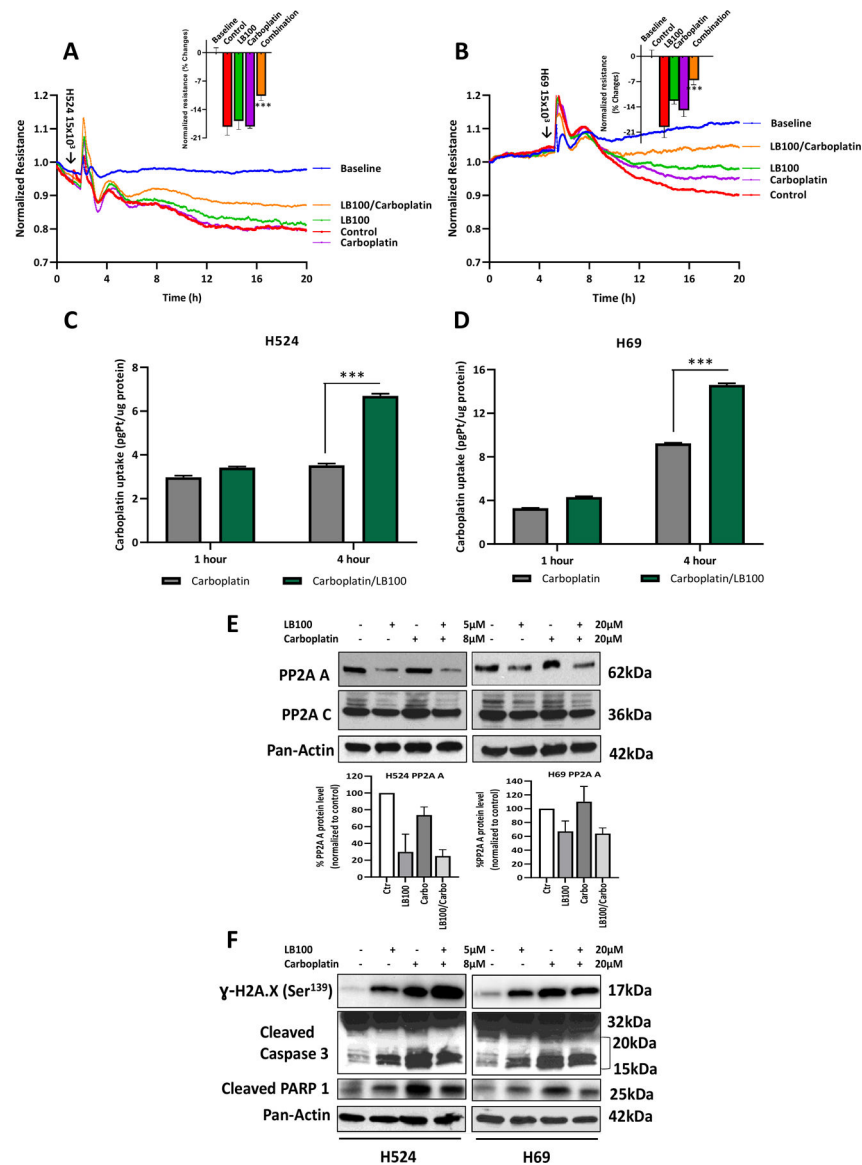 A
Baseline
Control
LB100
Carboplatin
Combination
Normalized resistance (% Changes)
0
-7
-14
-21
***
H524 15x10³
Normalized Resistance
1.2
1.1
1.0
0.9
0.8
0.7
0
4
8
12
16
20
Time (h)
Baseline
LB100/Carboplatin
LB100
Control
Carboplatin
B
Baseline
Control
LB100
Carboplatin
Combination
Normalized resistance
(% Changes)
0
-7
-14
-21
***
H69 15x10³
Normalized Resistance
1.2
1.1
1.0
0.9
0.8
0.7
0
4
8
12
16
20
Time (h)
Baseline
LB100/Carboplatin
LB100
Carboplatin
Control
C
H524
Carboplatin uptake (pgPt/ug protein)
8
6
4
2
0
***
1 hour
4 hour
Carboplatin
Carboplatin/LB100
D
H69
Carboplatin uptake (pgPt/ug protein)
16
12
8
4
0
***
1 hour
4 hour
Carboplatin
Carboplatin/LB100
E
LB100 - + - + 5µM - + - + 20µM
Carboplatin - - + + 8µM - - + + 20µM
PP2A A 62kDa
PP2A C 36kDa
Pan-Actin 42kDa
H524 PP2A A
% PP2A A protein level
(normalized to control)
120
100
80
60
40
20
0
Ctr
LB100
Carbo
LB100/Carbo
H69 PP2A A
%PP2A A protein level
(normalized to control)
140
120
100
80
60
40
20
0
Ctr
LB100
Carbo
LB100/Carbo
F
LB100 - + - + 5µM - + - + 20µM
Carboplatin - - + + 8µM - - + + 20µM
ɣ-H2A.X (Ser¹³⁹) 17kDa
32kDa
Cleaved
Caspase 3
20kDa
15kDa
Cleaved PARP 1 25kDa
Pan-Actin 42kDa
H524 H69